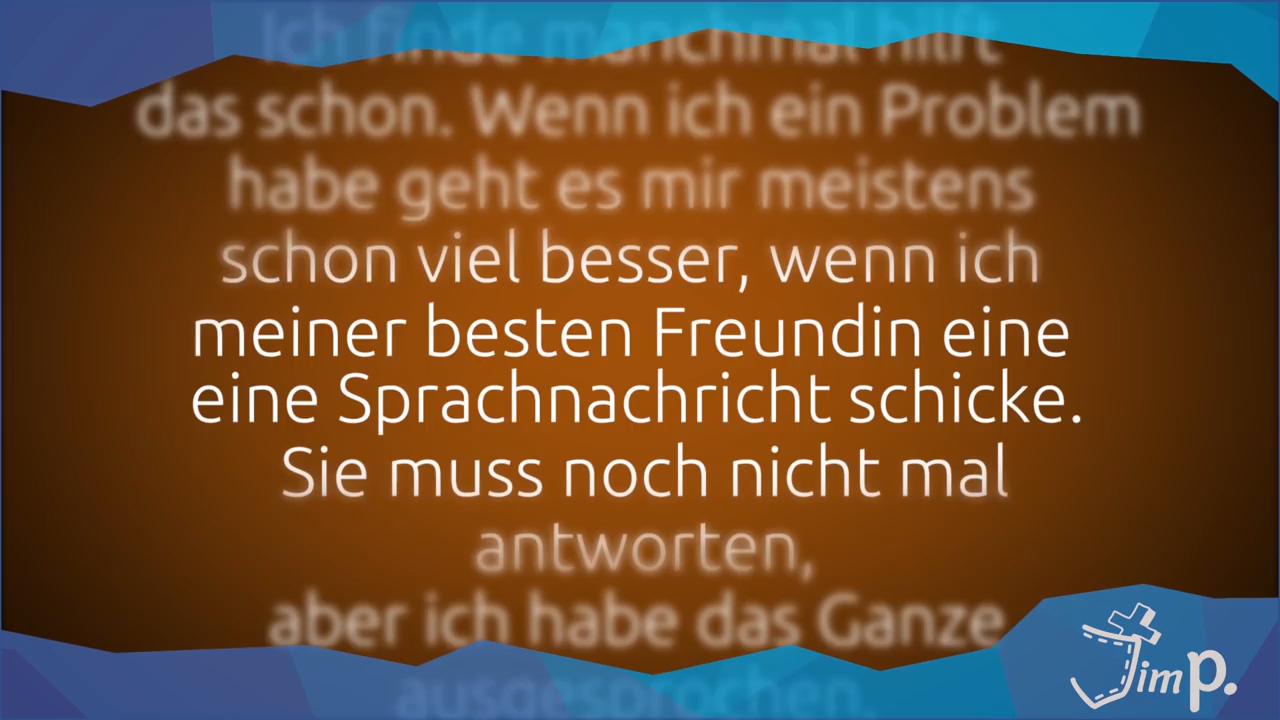 Ich finde manchmal hilft
das schon. Wenn ich ein Problem
habe geht es mir meistens
schon viel besser, wenn ich
meiner besten Freundin eine
eine Sprachnachricht schicke.
Sie muss noch nicht mal
antworten,
aber ich habe das Ganze
ausgesprochen.
Jim P.